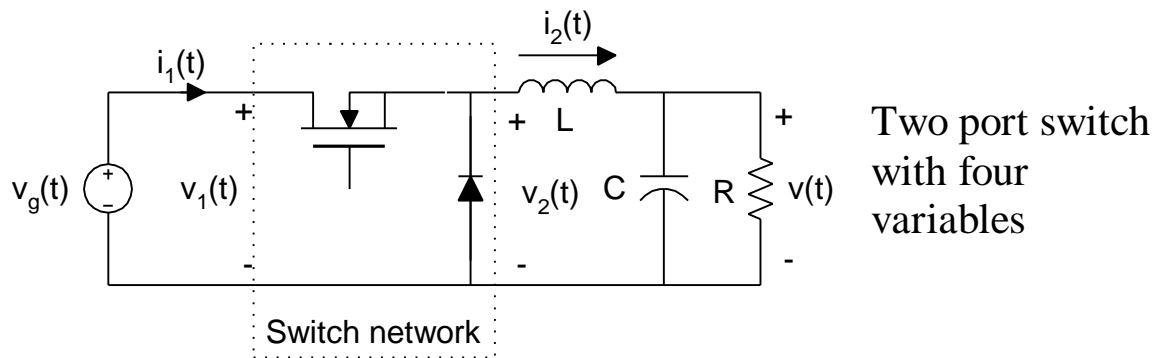 i₂(t)
i₁(t)
+
+
L
+
v_g(t)
+
−
v₁(t)
v₂(t)
C
R
v(t)
-
-
-
Switch network
Two port switch
with four
variables